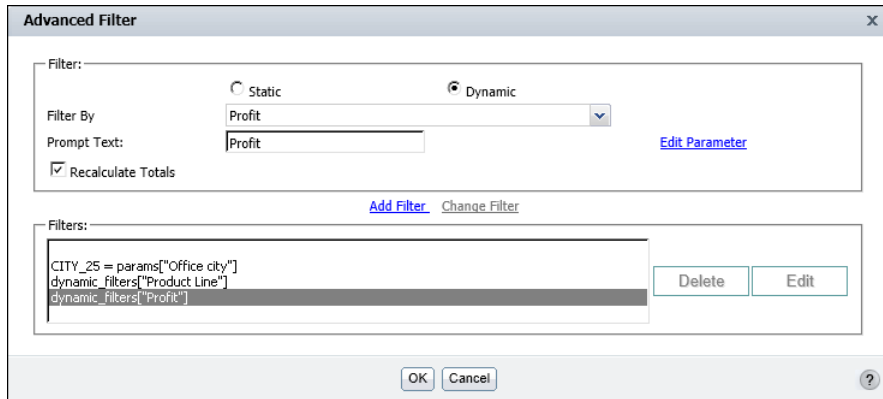 Advanced Filter x
Filter:
Static Dynamic
Filter By Profit
Prompt Text: Profit Edit Parameter
Recalculate Totals
Add Filter Change Filter
Filters:
CITY_25 = params["Office city"]
dynamic_filters["Product Line"]
dynamic_filters["Profit"]
Delete Edit
OK Cancel ?